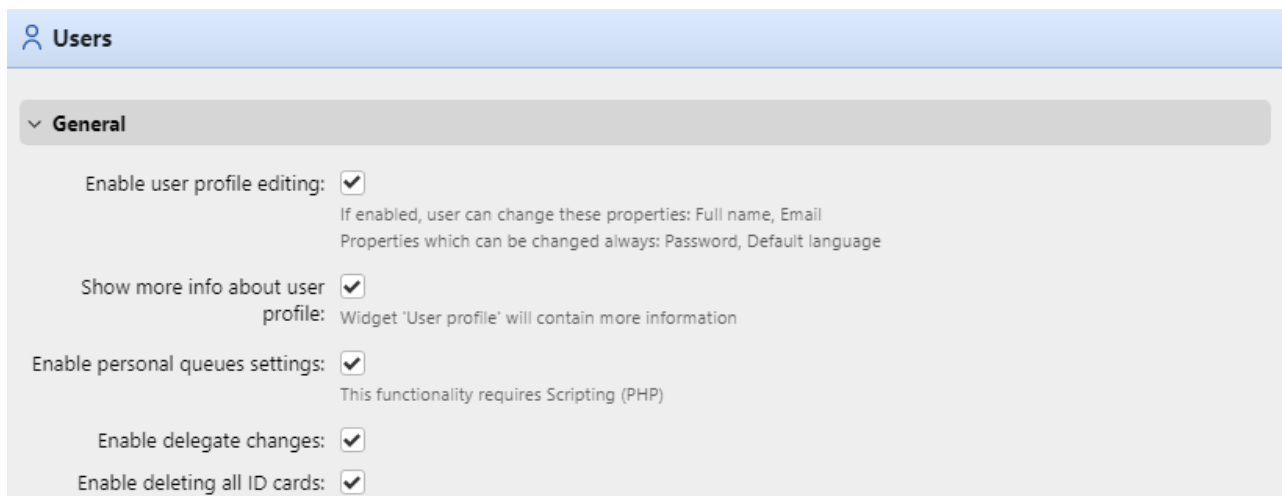 Users
General
Enable user profile editing:
If enabled, user can change these properties: Full name, Email
Properties which can be changed always: Password, Default language
Show more info about user
profile:
Widget 'User profile' will contain more information
Enable personal queues settings:
This functionality requires Scripting (PHP)
Enable delegate changes:
Enable deleting all ID cards: